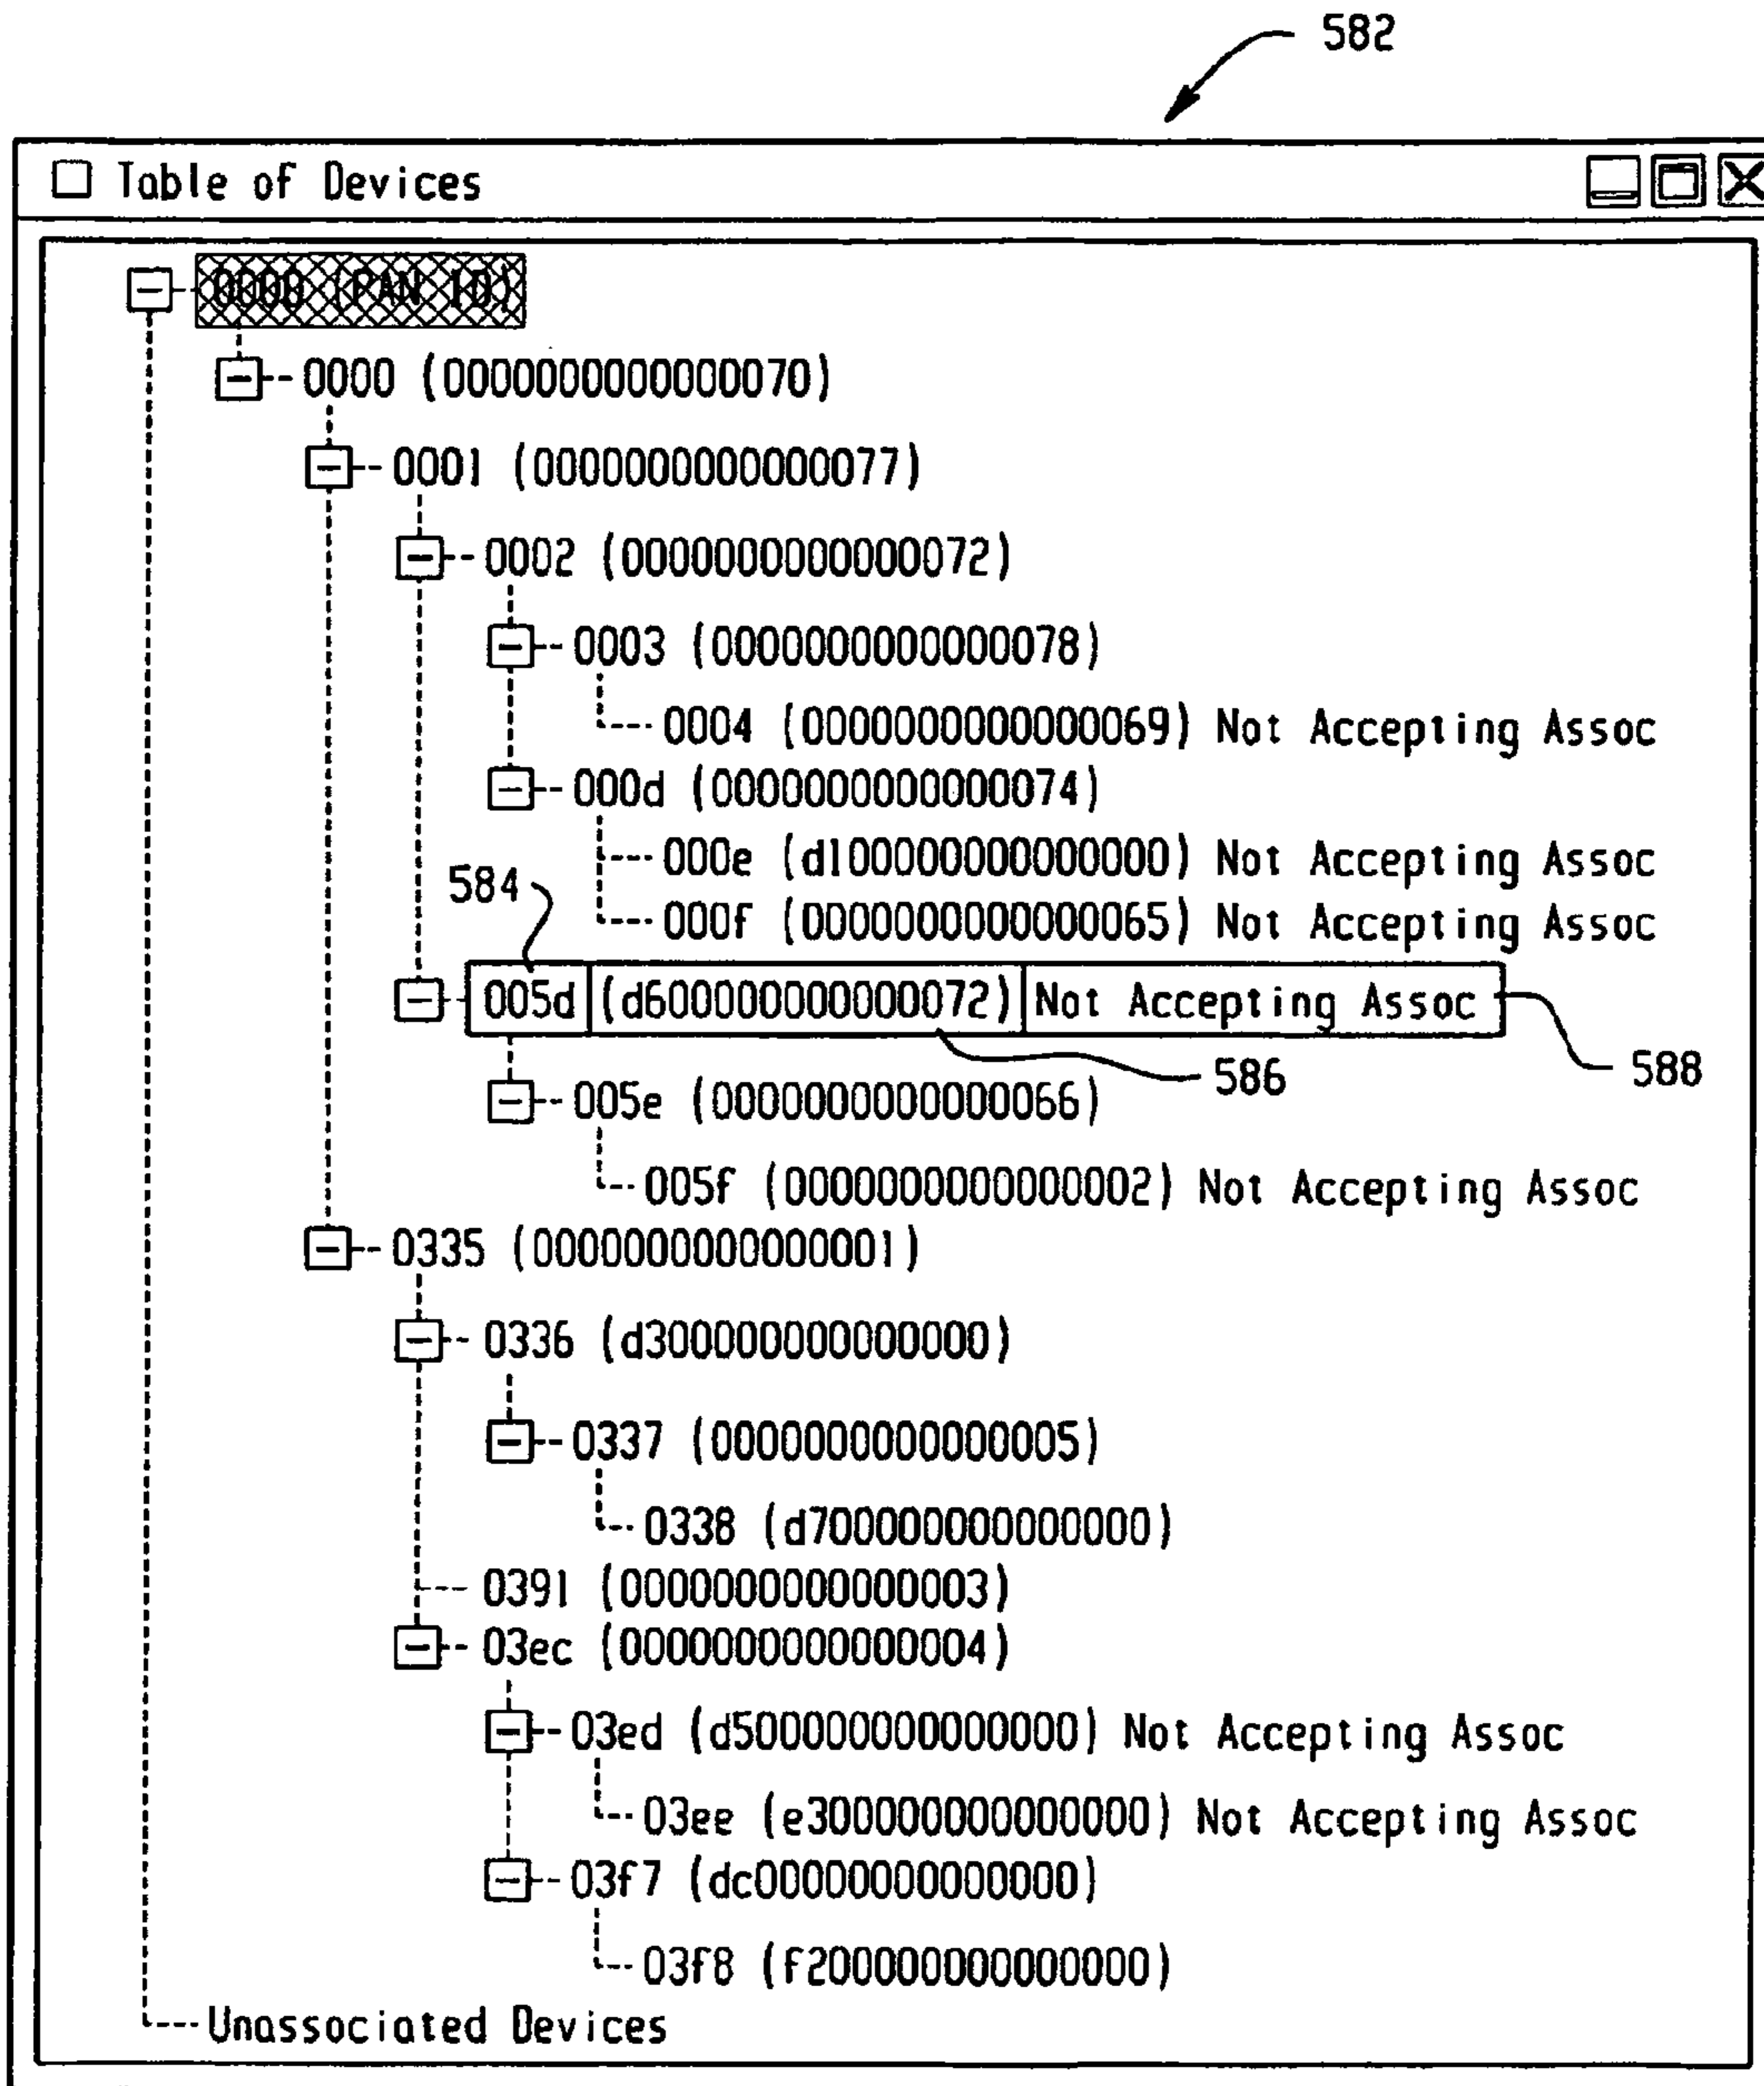 582
Table of Devices
(PAN ID)
0000 (0000000000000070)
0001 (0000000000000077)
0002 (0000000000000072)
0003 (0000000000000078)
0004 (0000000000000069) Not Accepting Assoc
000d (0000000000000074)
000e (d100000000000000) Not Accepting Assoc
584
000f (0000000000000065) Not Accepting Assoc
005d (d600000000000072) Not Accepting Assoc
586
588
005e (0000000000000066)
005f (0000000000000002) Not Accepting Assoc
0335 (0000000000000001)
0336 (d300000000000000)
0337 (0000000000000005)
0338 (d700000000000000)
0391 (0000000000000003)
03ec (0000000000000004)
03ed (d500000000000000) Not Accepting Assoc
03ee (e300000000000000) Not Accepting Assoc
03f7 (dc00000000000000)
03f8 (f200000000000000)
Unassociated Devices